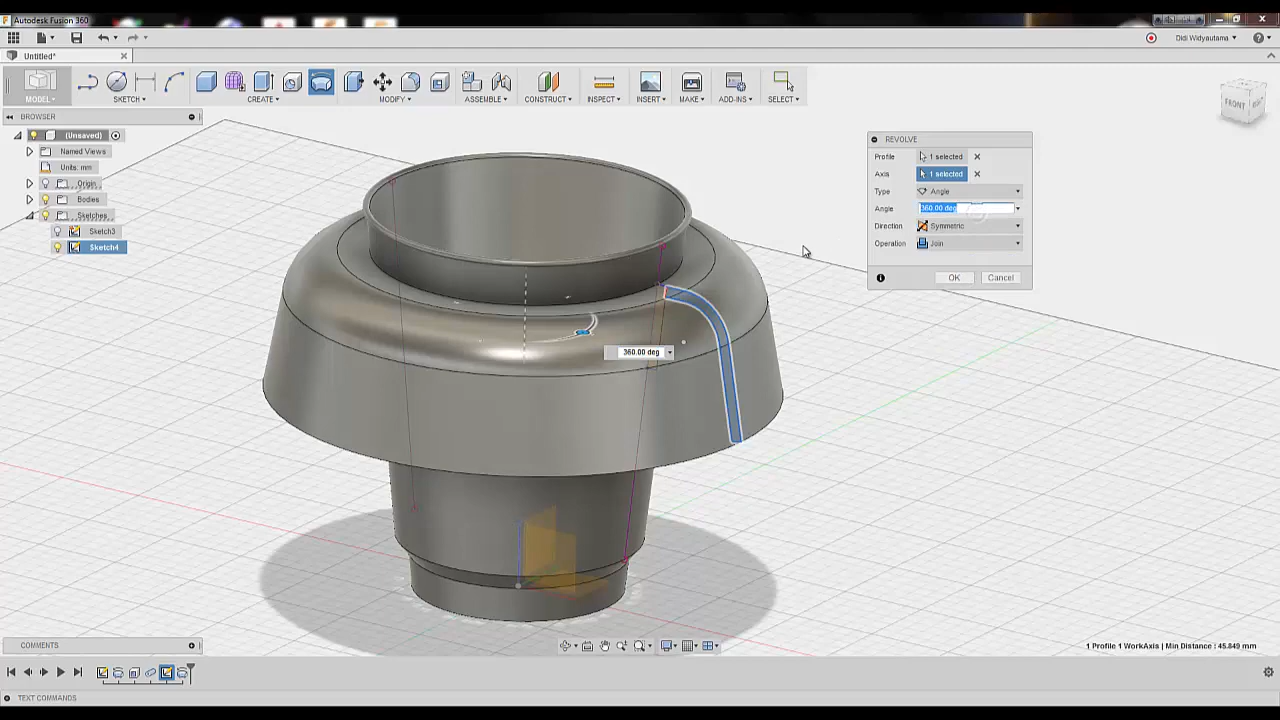 Autodesk Fusion 360
Didi Widyautama
Untitled*
MODEL
SKETCH
CREATE
MODIFY
ASSEMBLE
CONSTRUCT
INSPECT
INSERT
MAKE
ADD-INS
SELECT
BROWSER
(Unsaved)
Named Views
Units: mm
Origin
Bodies
Sketches
Sketch3
Sketch4
FRONT
REVOLVE
Profile 1 selected
Axis 1 selected
Type Angle
Angle 360.00 deg
Direction Symmetric
Operation Join
OK Cancel
360.00 deg
COMMENTS
1 Profile 1 WorkAxis | Min Distance : 45.849 mm
TEXT COMMANDS